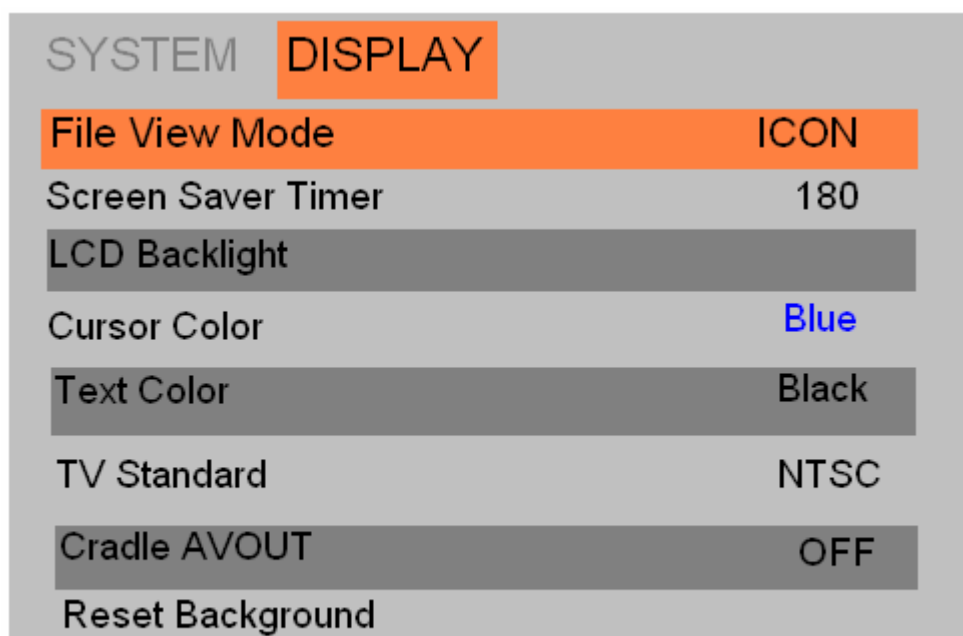 SYSTEM DISPLAY
File View Mode ICON
Screen Saver Timer 180
LCD Backlight
Cursor Color Blue
Text Color Black
TV Standard NTSC
Cradle AVOUT OFF
Reset Background